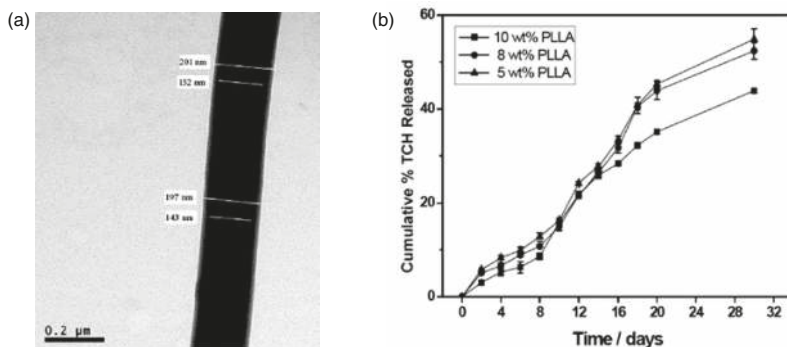 (a)
201 nm
152 nm
197 nm
143 nm
0.2 µm
(b)
60
40
20
0
Cumulative % TCH Released
10 wt% PLLA
8 wt% PLLA
5 wt% PLLA
0 4 8 12 16 20 24 28 32
Time / days